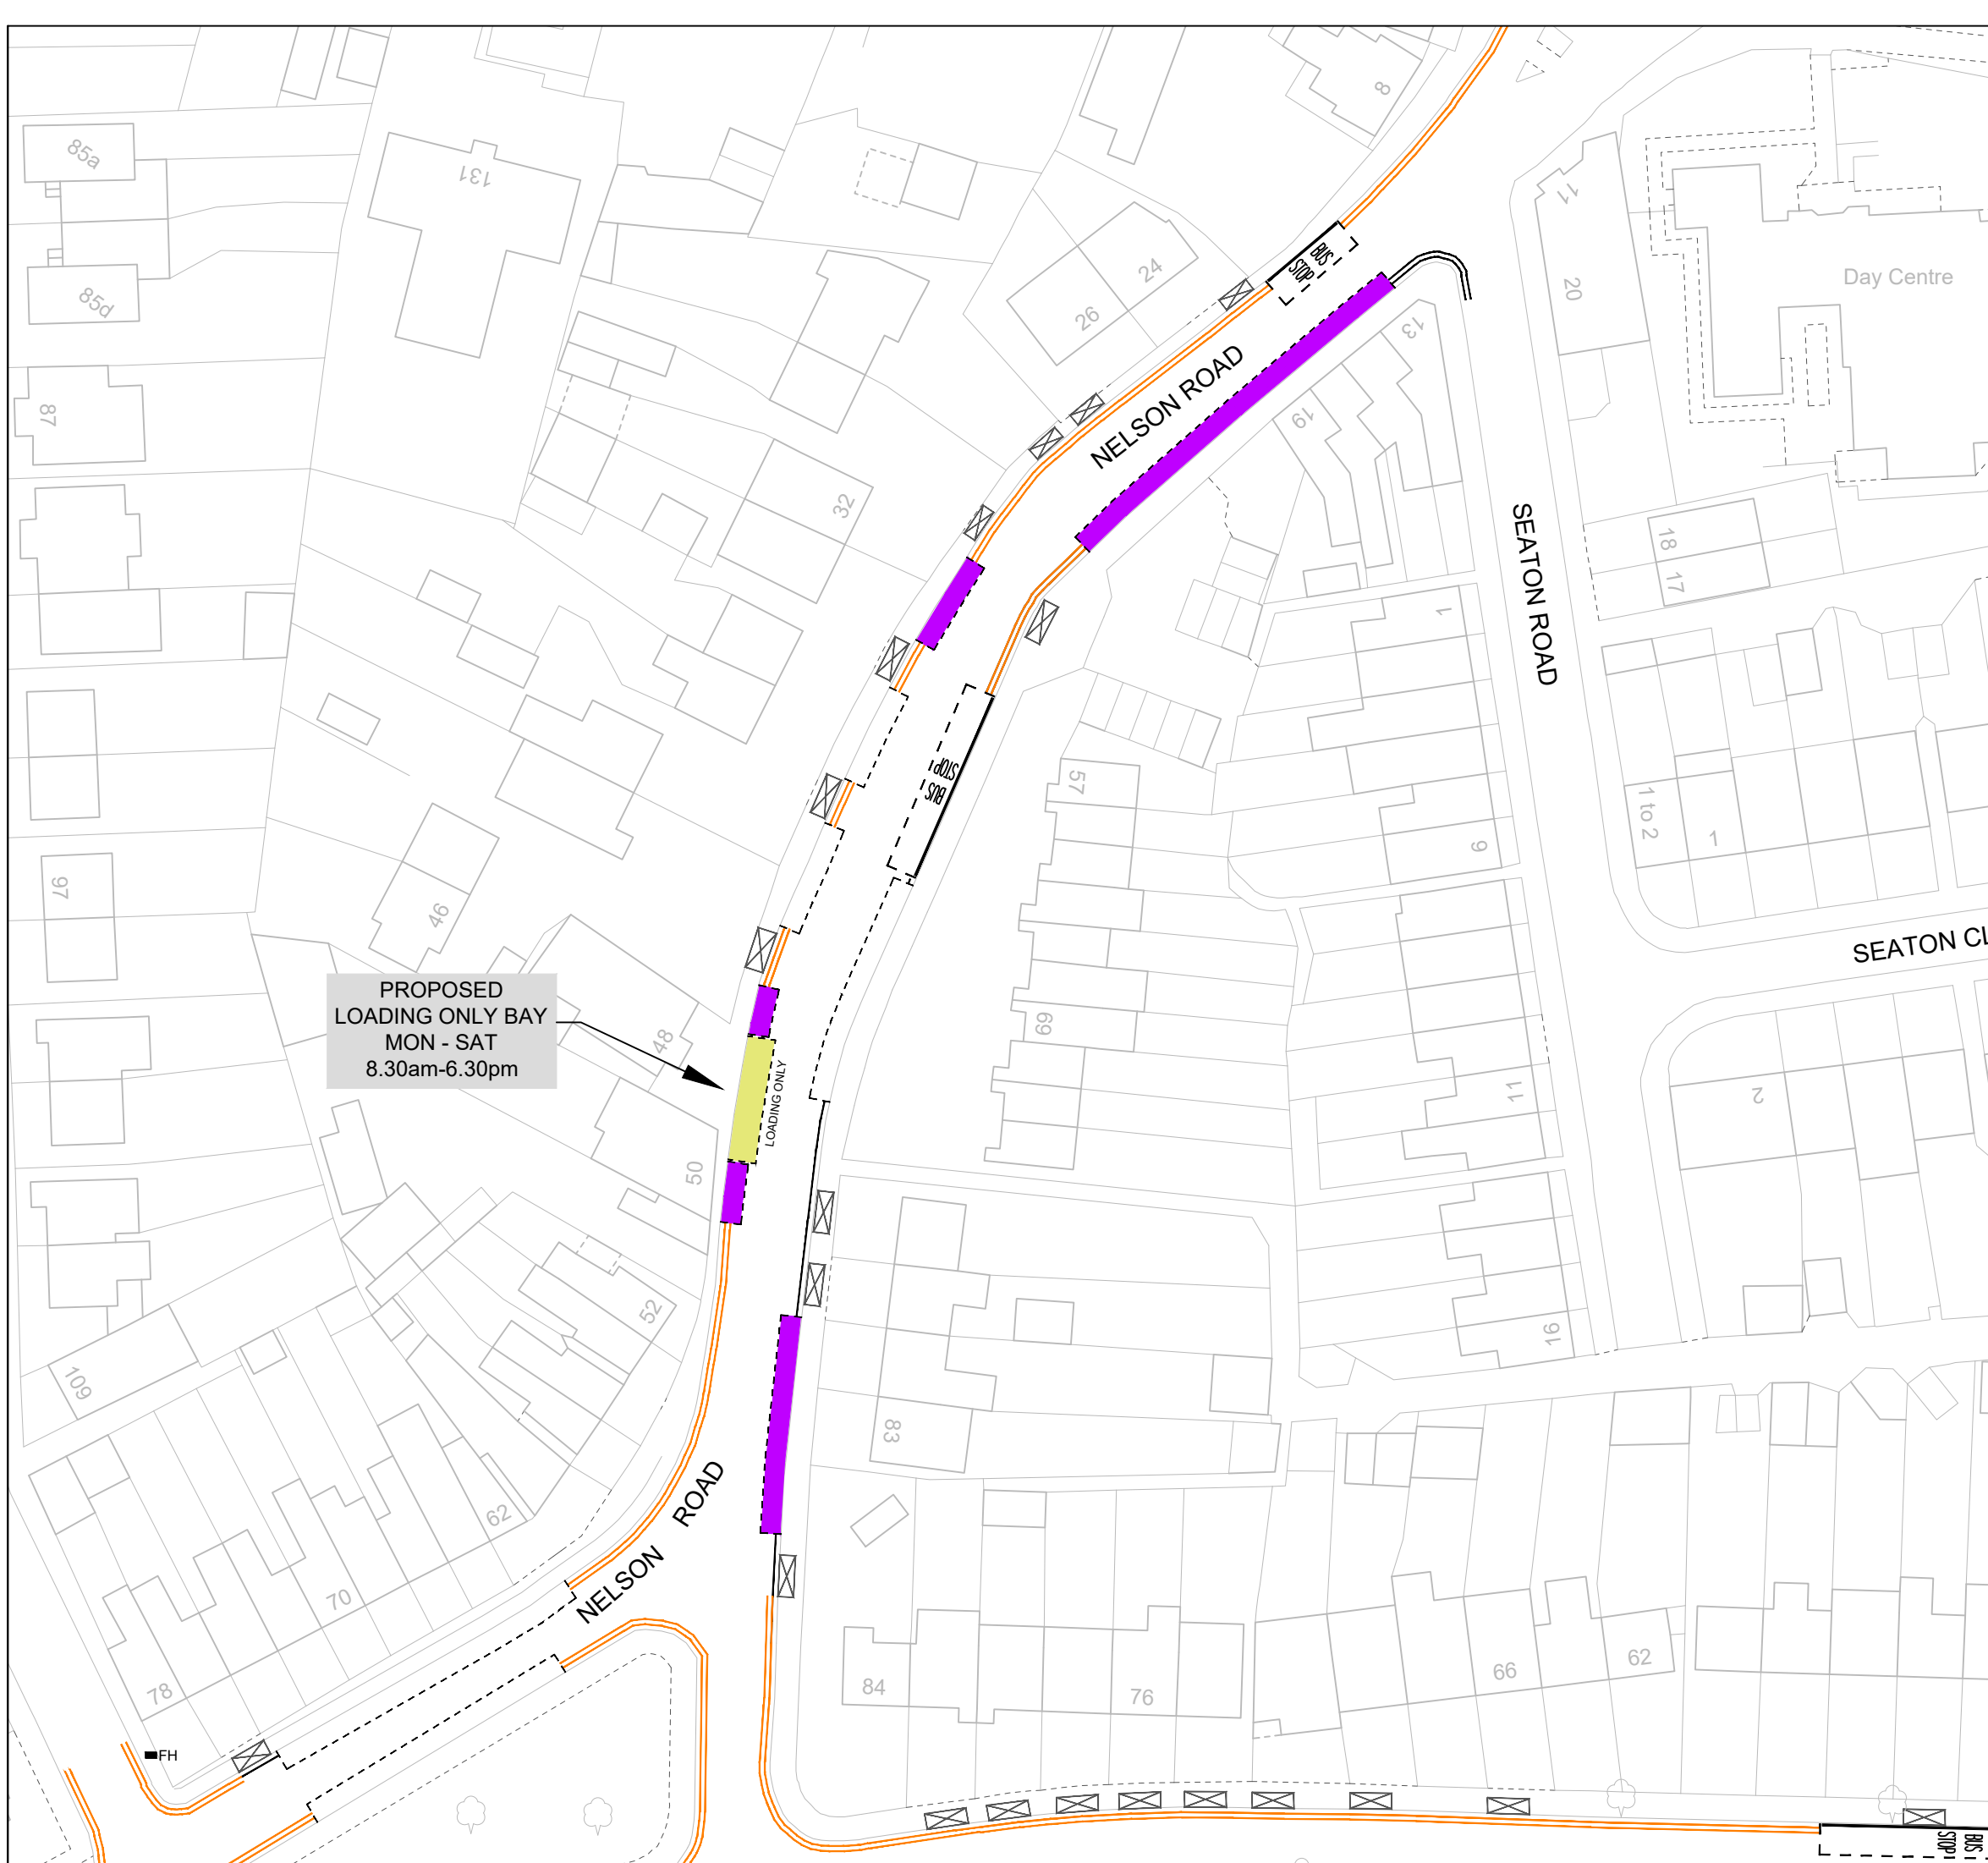 85a
131
8
11
85d
24
26
20
Day Centre
BUS
STOP
13
NELSON ROAD
87
19
32
SEATON ROAD
18
17
1
57
BUS
STOP
1 to 2
1
9
97
46
SEATON CL
PROPOSED
LOADING ONLY BAY
MON - SAT
8.30am-6.30pm
48
69
LOADING ONLY
11
2
50
52
16
109
83
62
NELSON ROAD
70
78
84
76
66
62
FH
BUS
STOP